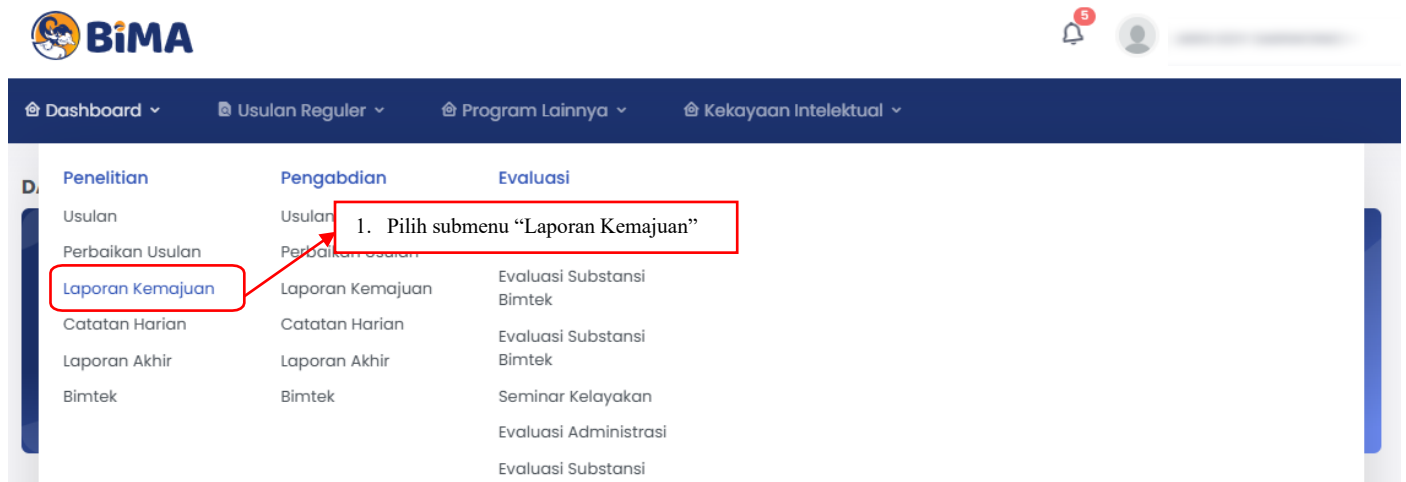 BiMA
5
Dashboard
Usulan Reguler
Program Lainnya
Kekayaan Intelektual
Penelitian
Usulan
Perbaikan Usulan
Laporan Kemajuan
Catatan Harian
Laporan Akhir
Bimtek
Pengabdian
Usulan
Perbaikan Usulan
Laporan Kemajuan
Catatan Harian
Laporan Akhir
Bimtek
Evaluasi
1. Pilih submenu “Laporan Kemajuan”
Evaluasi Substansi
Bimtek
Evaluasi Substansi
Bimtek
Seminar Kelayakan
Evaluasi Administrasi
Evaluasi Substansi